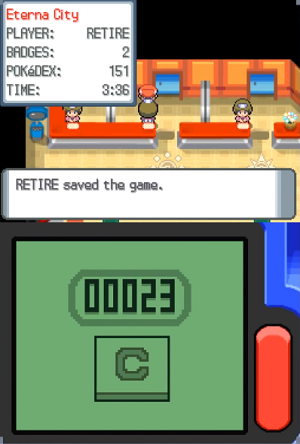 Eterna City
PLAYER: RETIRE
BADGES: 2
POKéDEX: 151
TIME: 3:36
RETIRE saved the game.
00023
C